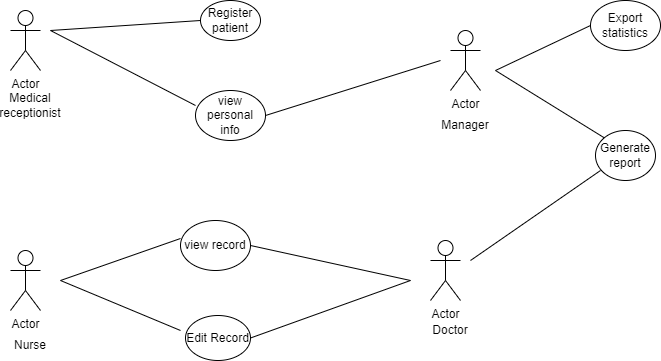 Register
patient
Export
statistics
Actor
Medical
receptionist
view
personal
info
Actor
Manager
Generate
report
view record
Actor
Nurse
Edit Record
Actor
Doctor